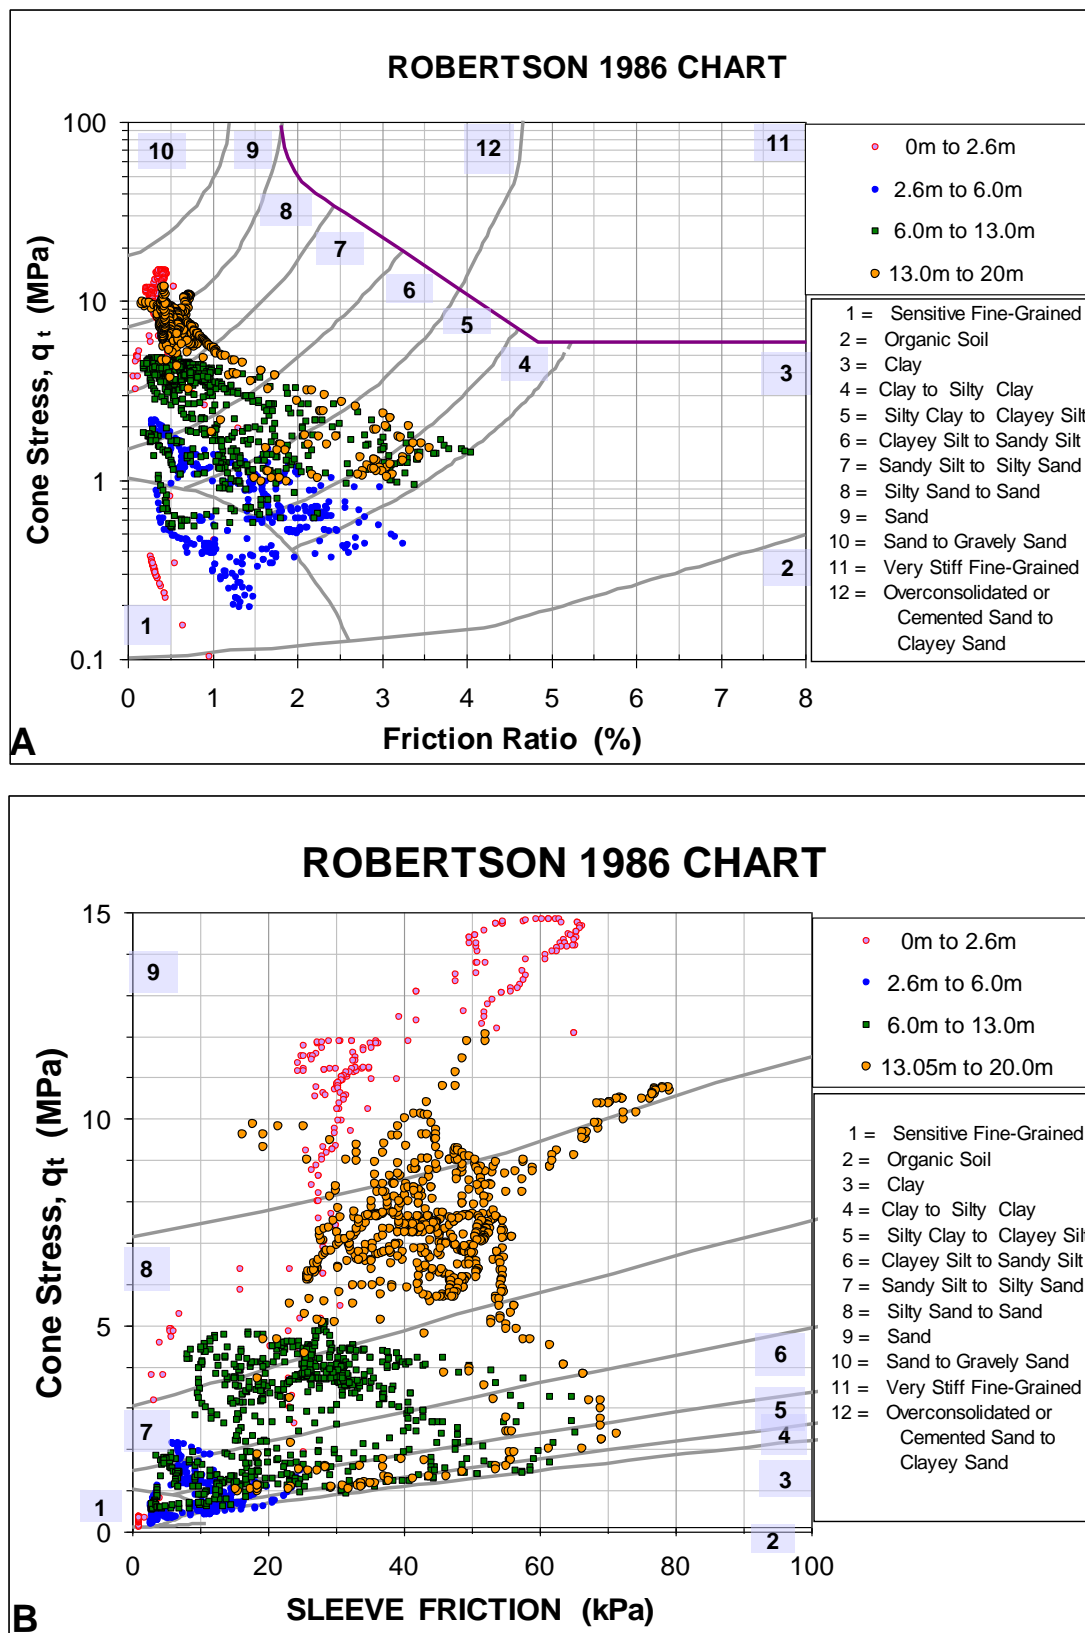 ROBERTSON 1986 CHART
100
10
1
0.1
Cone Stress, q t (MPa)
10
9
8
7
6
5
4
12
11
3
2
1
0 1 2 3 4 5 6 7 8
Friction Ratio (%)
A
0m to 2.6m
2.6m to 6.0m
6.0m to 13.0m
13.0m to 20m
1 = Sensitive Fine-Grained
2 = Organic Soil
3 = Clay
4 = Clay to Silty Clay
5 = Silty Clay to Clayey Silt
6 = Clayey Silt to Sandy Silt
7 = Sandy Silt to Silty Sand
8 = Silty Sand to Sand
9 = Sand
10 = Sand to Gravely Sand
11 = Very Stiff Fine-Grained
12 = Overconsolidated or
Cemented Sand to
Clayey Sand
ROBERTSON 1986 CHART
15
10
5
0
Cone Stress, qt (MPa)
9
8
7
1
6
5
4
3
2
0 20 40 60 80 100
SLEEVE FRICTION (kPa)
B
0m to 2.6m
2.6m to 6.0m
6.0m to 13.0m
13.05m to 20.0m
1 = Sensitive Fine-Grained
2 = Organic Soil
3 = Clay
4 = Clay to Silty Clay
5 = Silty Clay to Clayey Silt
6 = Clayey Silt to Sandy Silt
7 = Sandy Silt to Silty Sand
8 = Silty Sand to Sand
9 = Sand
10 = Sand to Gravely Sand
11 = Very Stiff Fine-Grained
12 = Overconsolidated or
Cemented Sand to
Clayey Sand